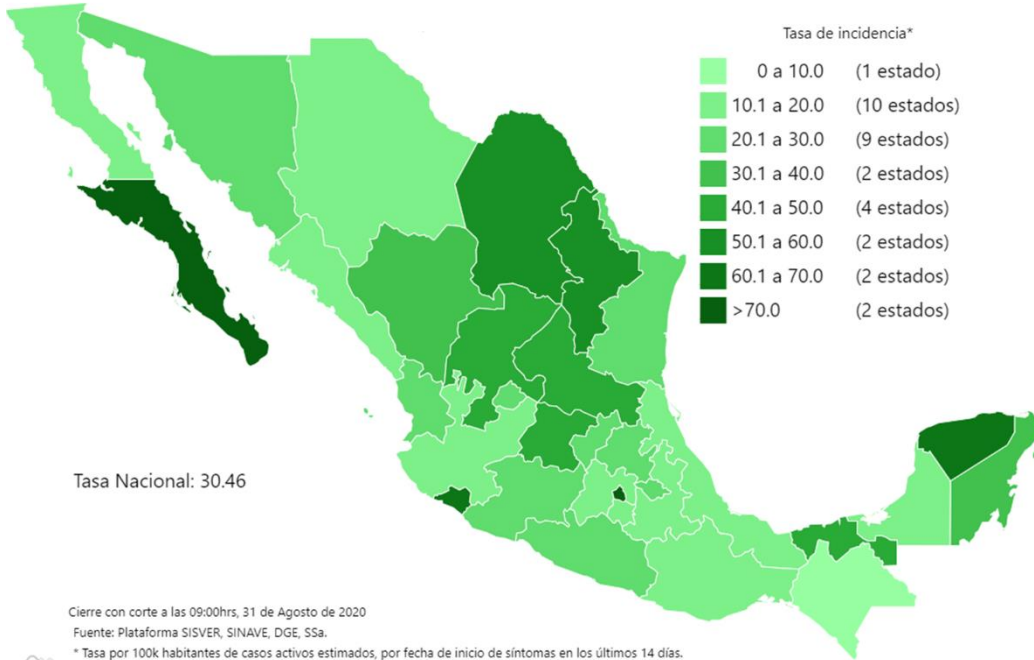 Tasa de incidencia*
0 a 10.0 (1 estado)
10.1 a 20.0 (10 estados)
20.1 a 30.0 (9 estados)
30.1 a 40.0 (2 estados)
40.1 a 50.0 (4 estados)
50.1 a 60.0 (2 estados)
60.1 a 70.0 (2 estados)
>70.0 (2 estados)
Tasa Nacional: 30.46
Cierre con corte a las 09:00hrs, 31 de Agosto de 2020
Fuente: Plataforma SISVER, SINAVE, DGE, SSa.
* Tasa por 100k habitantes de casos activos estimados, por fecha de inicio de síntomas en los últimos 14 días.